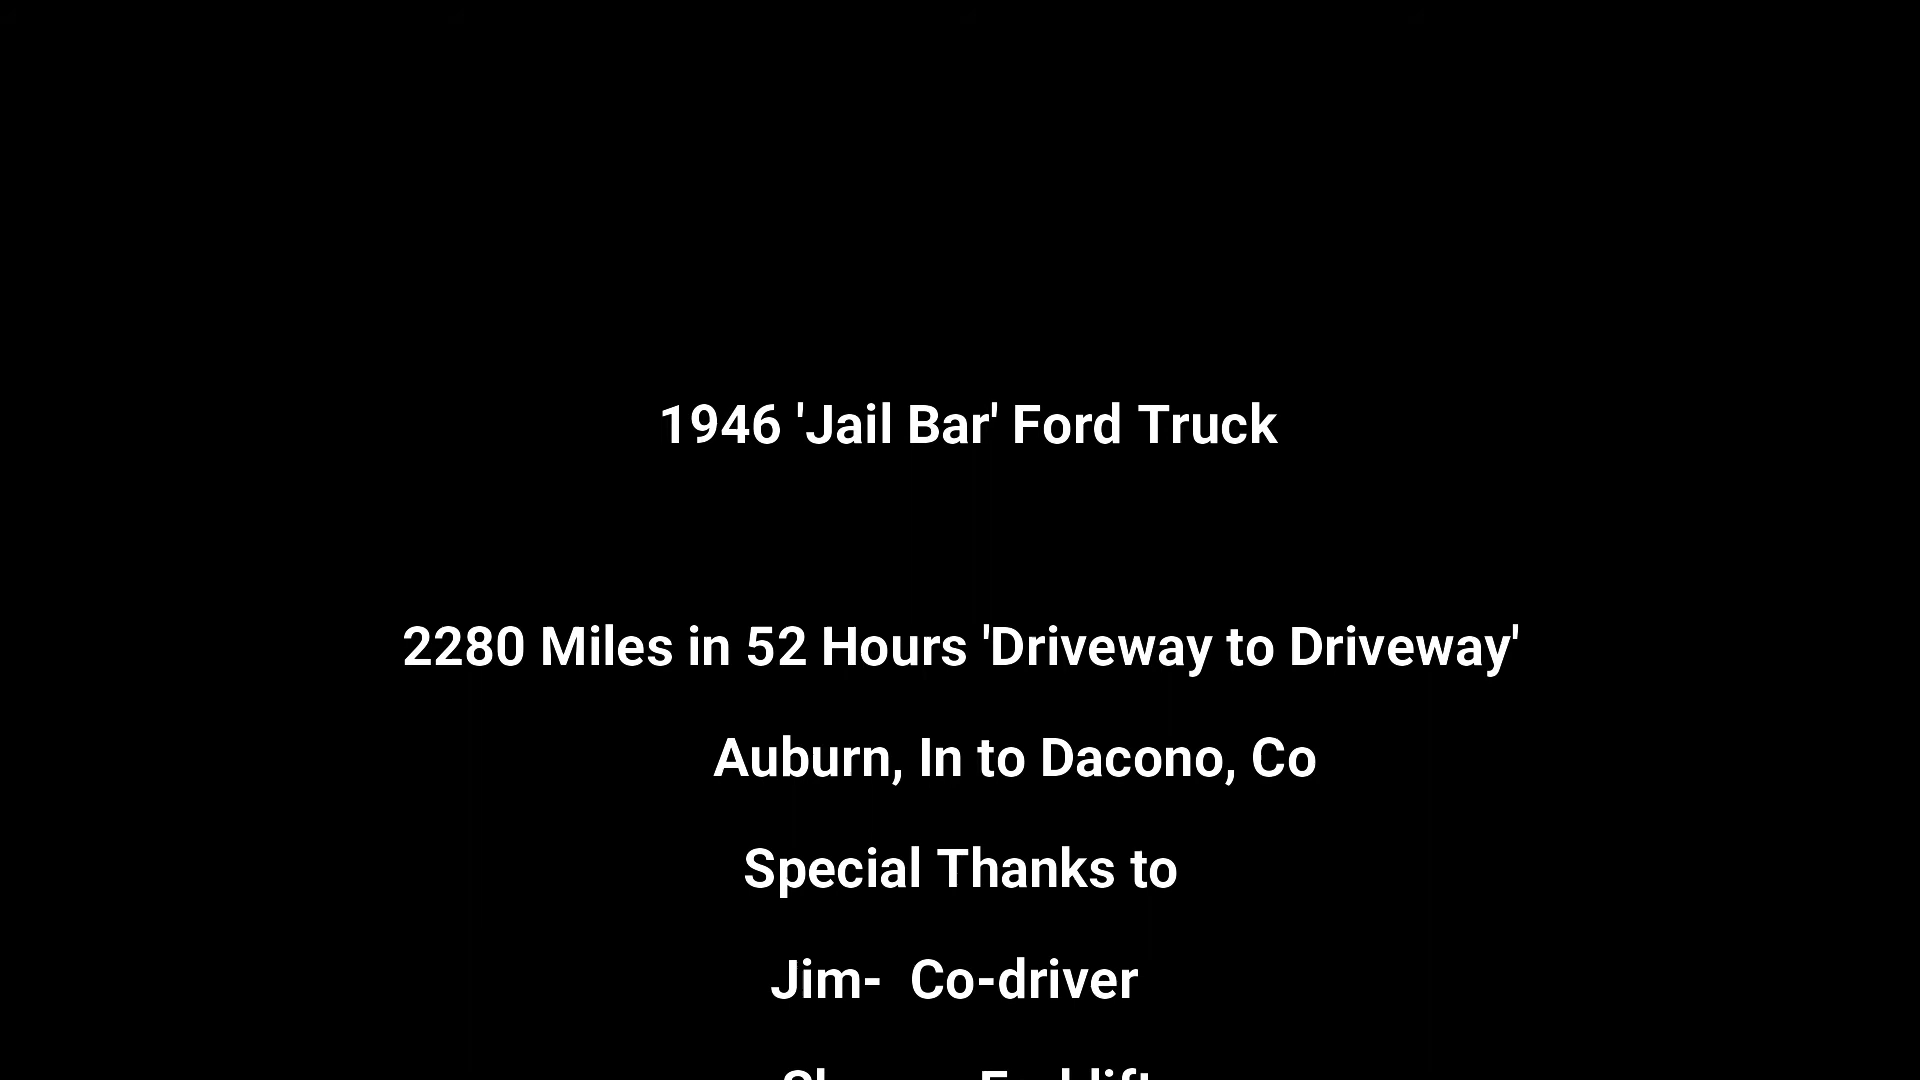 1946 'Jail Bar' Ford Truck
2280 Miles in 52 Hours 'Driveway to Driveway'
Auburn, In to Dacono, Co
Special Thanks to
Jim-  Co-driver
Forklift